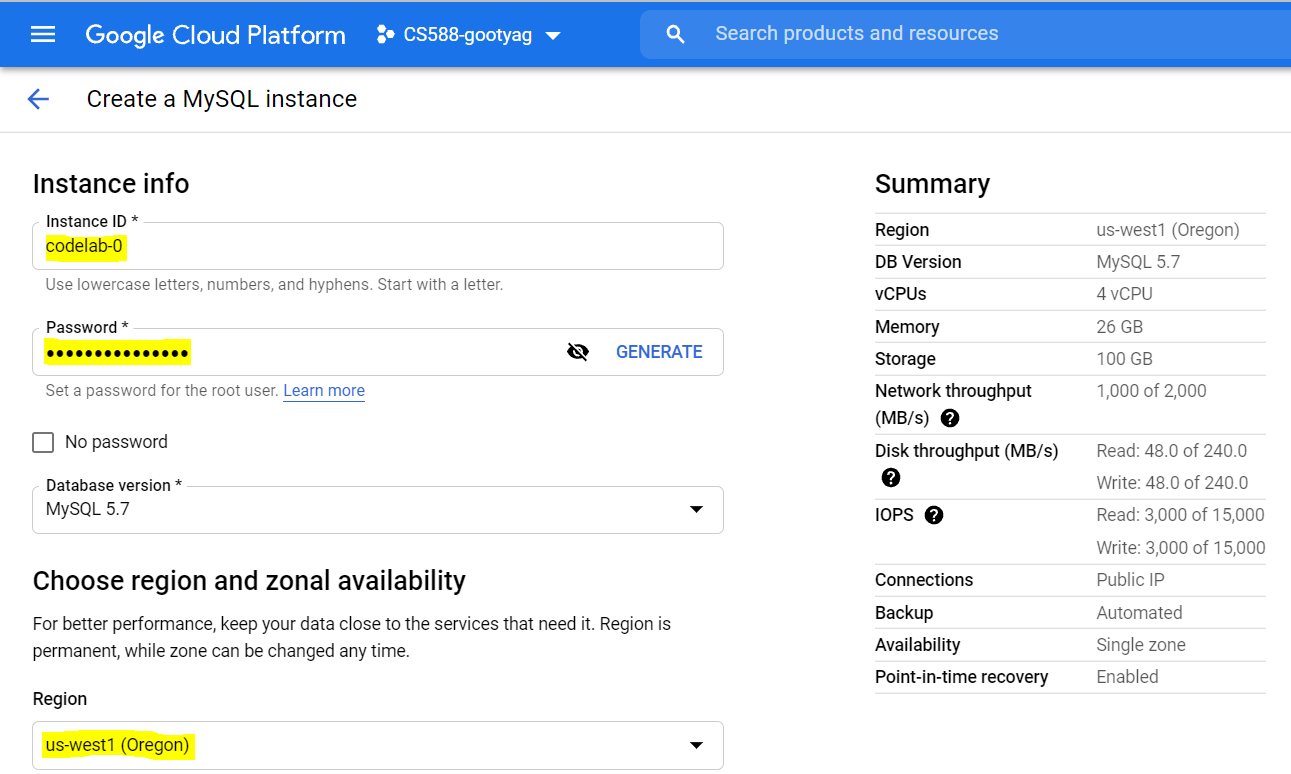 Google Cloud Platform
CS588-gootyag
Search products and resources
Create a MySQL instance
Instance info
Instance ID *
codelab-0
Use lowercase letters, numbers, and hyphens. Start with a letter.
Password *
•••••••••••••••
GENERATE
Set a password for the root user. Learn more
No password
Database version *
MySQL 5.7
Choose region and zonal availability
For better performance, keep your data close to the services that need it. Region is
permanent, while zone can be changed any time.
Region
us-west1 (Oregon)
Summary
Region us-west1 (Oregon)
DB Version MySQL 5.7
vCPUs 4 vCPU
Memory 26 GB
Storage 100 GB
Network throughput 1,000 of 2,000
(MB/s) ?
Disk throughput (MB/s) Read: 48.0 of 240.0
? Write: 48.0 of 240.0
IOPS ? Read: 3,000 of 15,000
Write: 3,000 of 15,000
Connections Public IP
Backup Automated
Availability Single zone
Point-in-time recovery Enabled